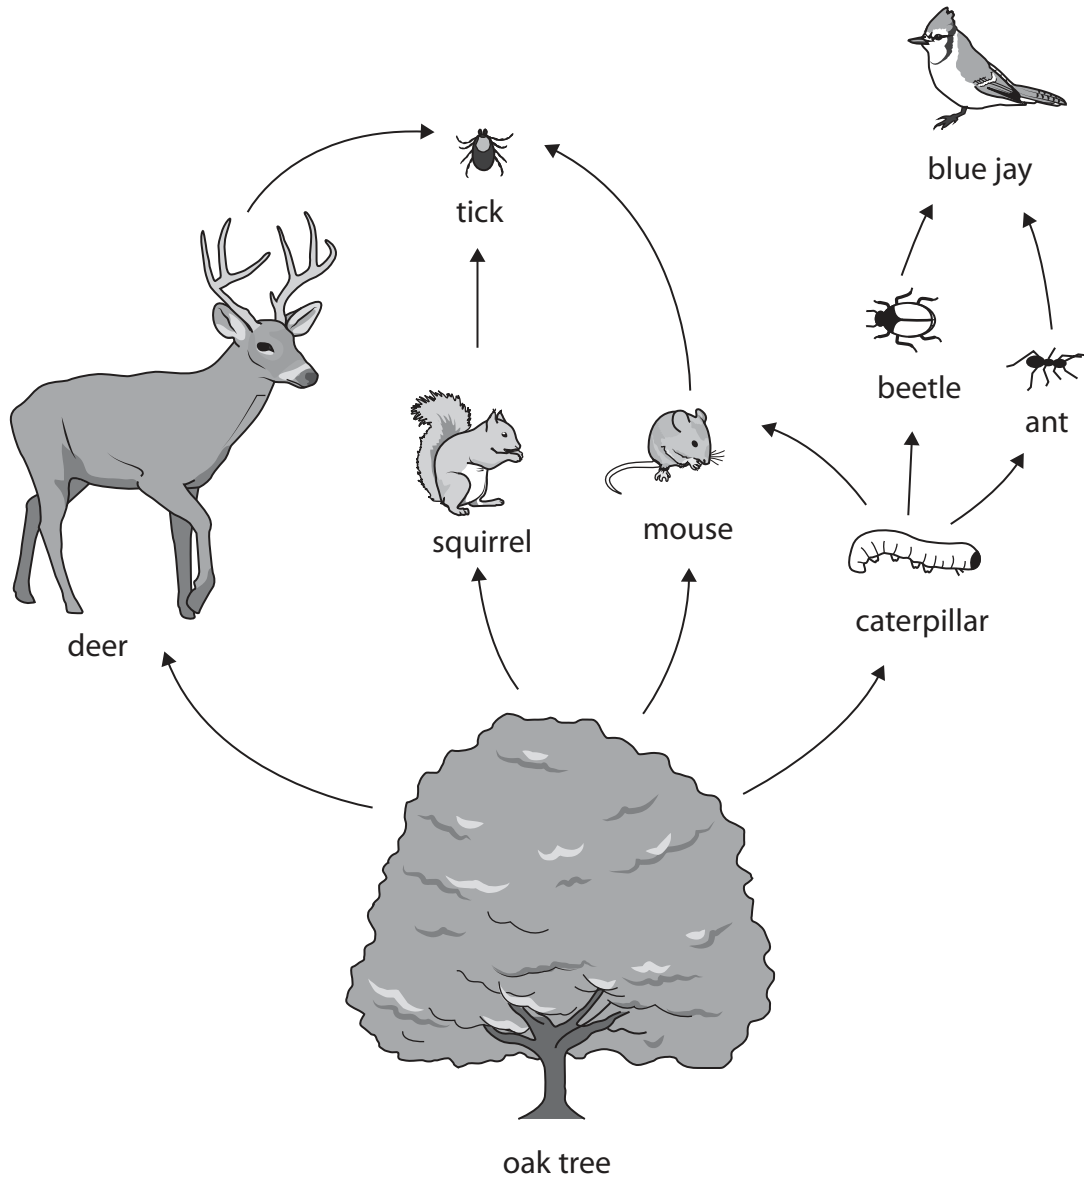 blue jay
tick
beetle
ant
squirrel
mouse
caterpillar
deer
oak tree